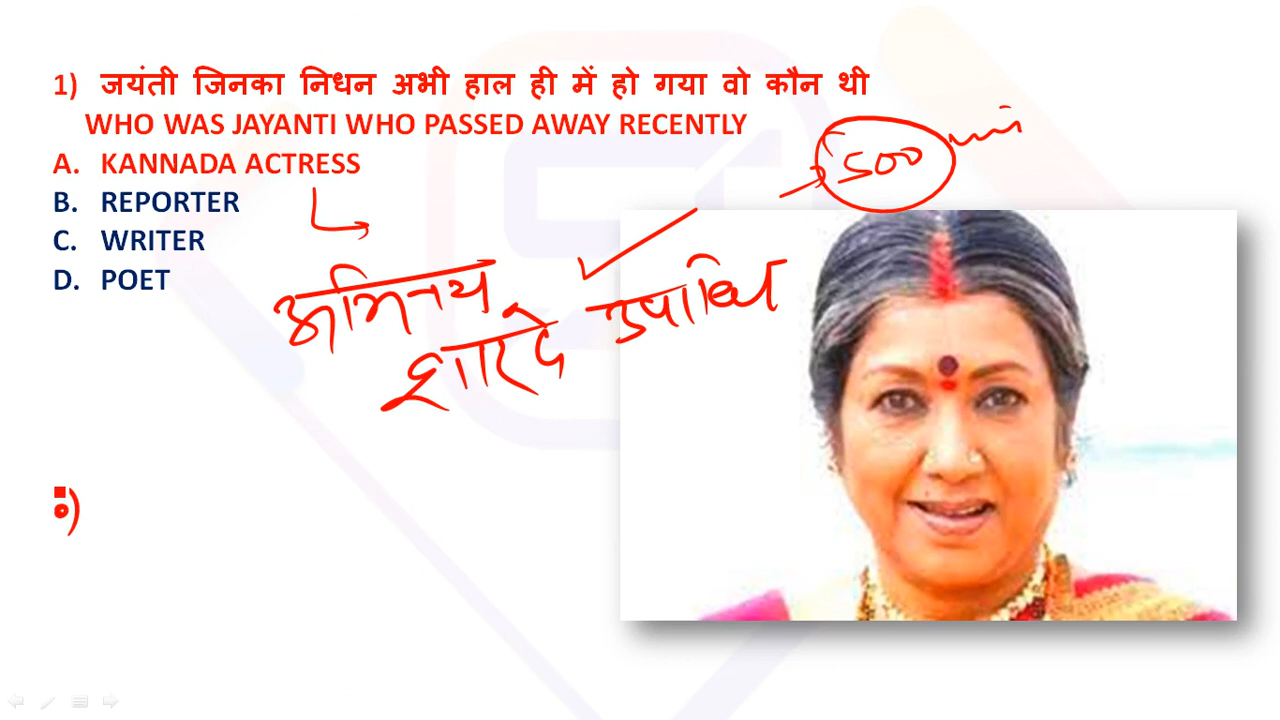 1) जयंती जिनका निधन अभी हाल ही में हो गया वो कौन थी
WHO WAS JAYANTI WHO PASSED AWAY RECENTLY
A. KANNADA ACTRESS
B. REPORTER
C. WRITER
D. POET
500
अभिनय
शारदे उपाधि